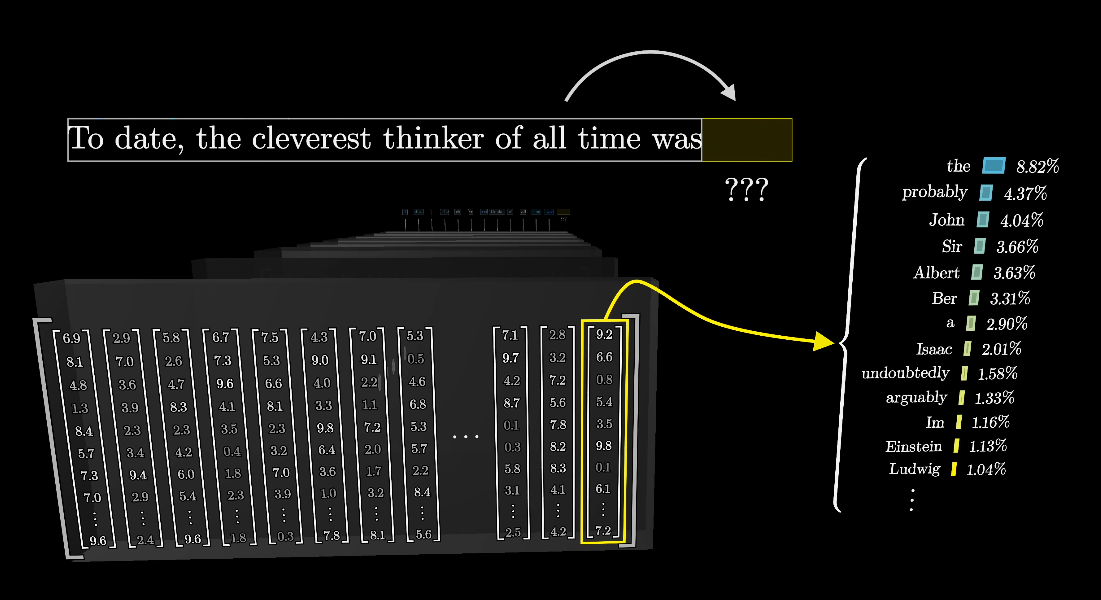 To date, the cleverest thinker of all time was
???
the 8.82%
probably 4.37%
John 4.04%
Sir 3.66%
Albert 3.63%
Ber 3.31%
a 2.90%
Isaac 2.01%
undoubtedly 1.58%
arguably 1.33%
Im 1.16%
Einstein 1.13%
Ludwig 1.04%
⋮
6.9 2.9 5.8 6.7 7.5 4.3 7.0 5.3 7.1 2.8 9.2
8.1 7.0 2.6 7.3 5.3 9.0 9.1 0.5 9.7 3.2 6.6
4.8 3.6 4.7 9.6 6.6 4.0 2.2 4.6 4.2 7.2 0.8
1.3 3.9 8.3 4.1 8.1 3.3 1.1 6.8 8.7 5.6 5.4
8.4 2.3 2.3 3.5 2.3 9.8 7.2 5.3 … 0.1 7.8 3.5
5.7 3.4 4.2 0.4 3.2 6.4 2.0 5.7 0.3 8.2 9.8
7.3 9.4 6.0 1.8 7.0 3.6 1.7 2.2 5.8 8.3 0.1
7.0 2.9 5.4 2.3 3.9 1.0 3.2 8.4 3.1 4.1 6.1
⋮ ⋮ ⋮ ⋮ ⋮ ⋮ ⋮ ⋮ ⋮ ⋮ ⋮
9.6 2.4 9.6 1.8 0.3 7.8 8.1 5.6 2.5 4.2 7.2